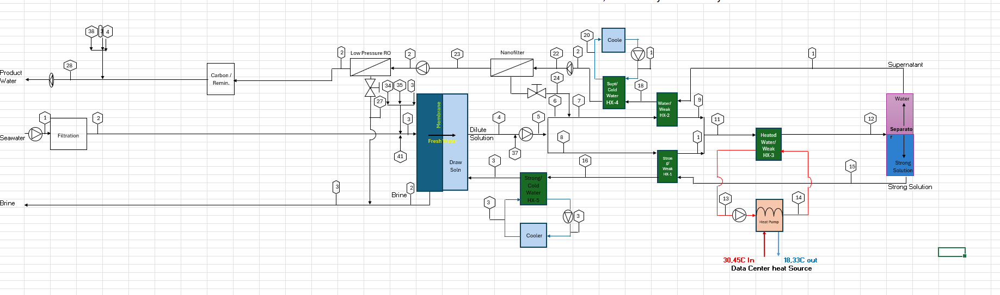 38
3
4
20
Coole
Low Pressure RO
2
2
23
Nanofilter
22
2
1
1
Supernatant
28
Product
Water
Carbon /
Remin.
34
35
3
27
24
6
7
Supt/
Cold
Water
HX-4
18
Water/
Weak
HX-2
9
Water
1
2
Seawater
Filtration
3
Membrane
Fresh Water
Draw
Soln
4
Dilute
Solution
5
8
37
41
11
1
Heated
Water/
Weak
HX-3
12
Separato
r
Strong
Solution
Strong Solution
15
3
16
Stron
g/
Weak
HX-1
Strong/
Cold
Water
HX-5
3
2
Brine
Brine
3
3
Cooler
13
14
Heat Pump
30,45C In
18,33C out
Data Center heat Source